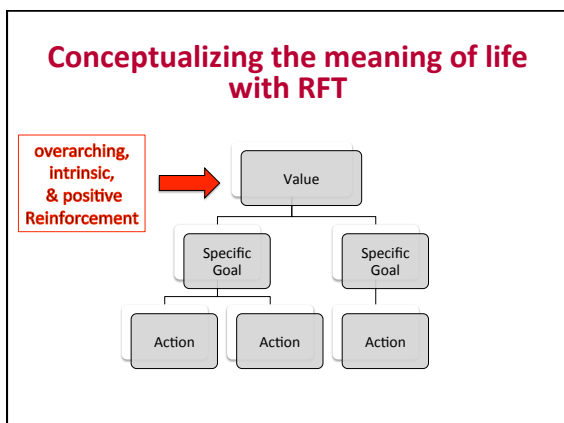 Conceptualizing the meaning of life
with RFT
overarching,
intrinsic,
& positive
Reinforcement
Value
Specific
Goal
Specific
Goal
Action
Action
Action